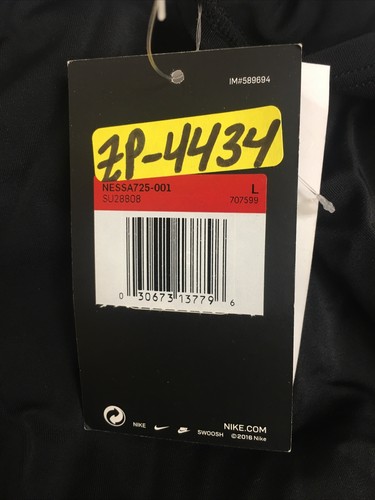 IM#589694
ZP-4434
NESSA725-001 L
SU28808 707599
0 30673 13779 6
NIKE SWOOSH NIKE.COM
©2016 Nike